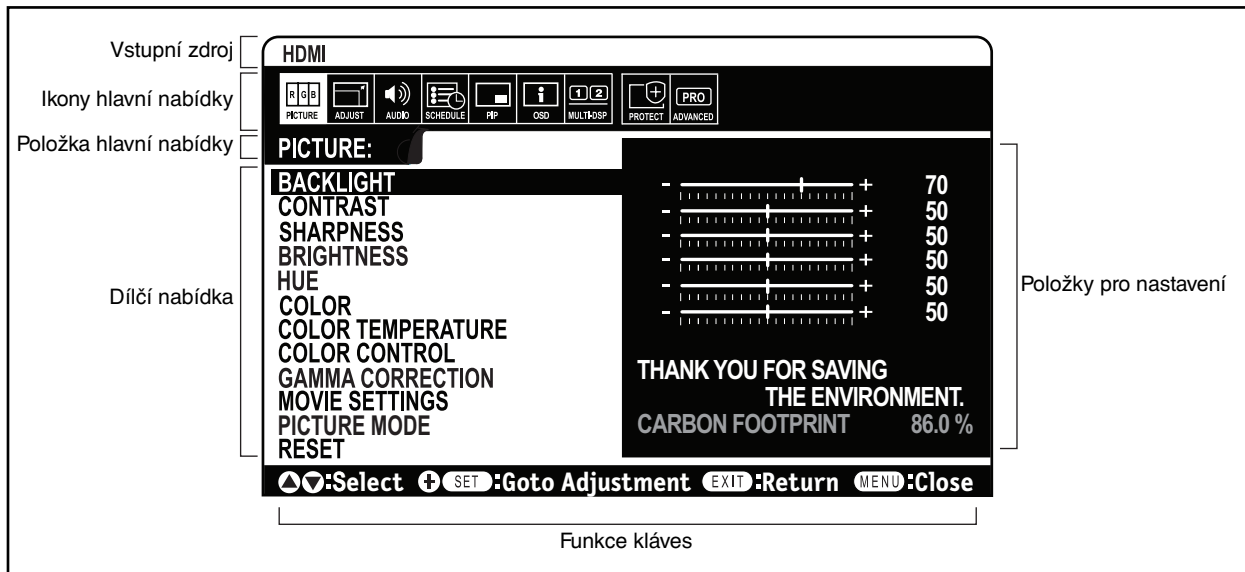 Vstupní zdroj
HDMI
Ikony hlavní nabídky
R G B
PICTURE
ADJUST
AUDIO
SCHEDULE
PIP
OSD
1 2
MULTI-DSP
PROTECT
PRO
ADVANCED
Položka hlavní nabídky
PICTURE:
Dílčí nabídka
BACKLIGHT - + 70
CONTRAST - + 50
SHARPNESS - + 50
BRIGHTNESS - + 50
HUE - + 50
COLOR - + 50
COLOR TEMPERATURE
COLOR CONTROL
GAMMA CORRECTION
MOVIE SETTINGS
PICTURE MODE
RESET
THANK YOU FOR SAVING
THE ENVIRONMENT.
CARBON FOOTPRINT 86.0 %
Položky pro nastavení
:Select + SET :Goto Adjustment EXIT :Return MENU :Close
Funkce kláves